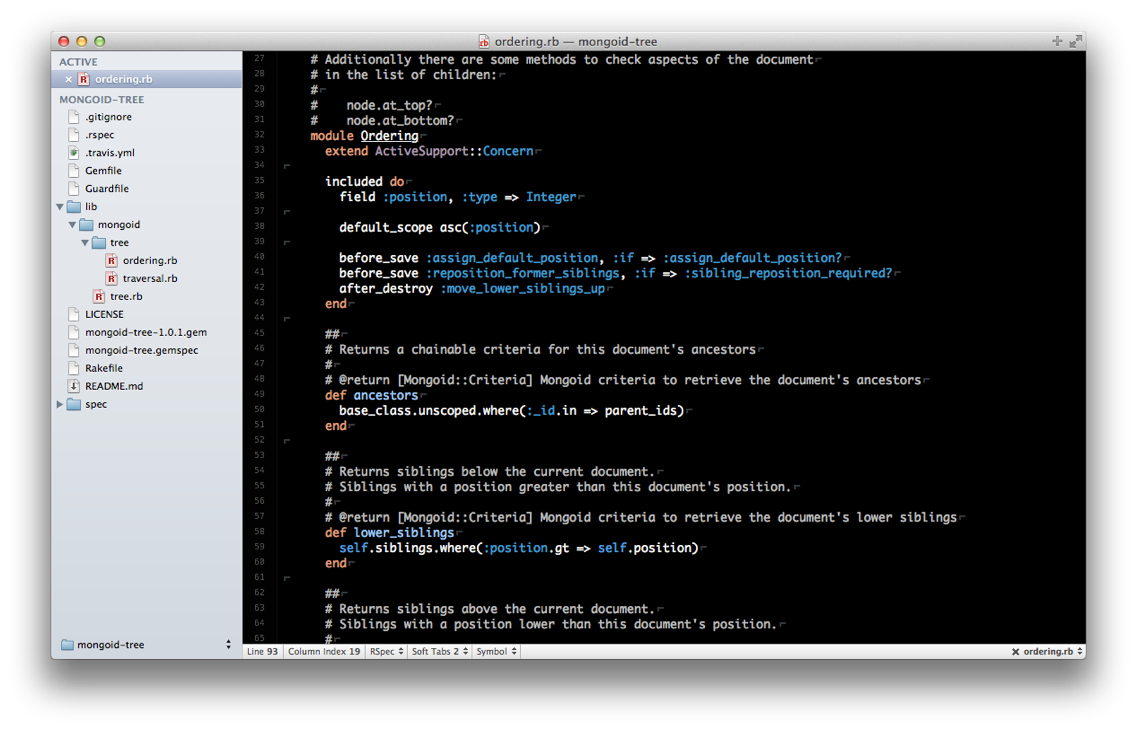 ordering.rb — mongoid-tree
ACTIVE
ordering.rb
MONGOID-TREE
.gitignore
.rspec
.travis.yml
Gemfile
Guardfile
lib
mongoid
tree
ordering.rb
traversal.rb
tree.rb
LICENSE
mongoid-tree-1.0.1.gem
mongoid-tree.gemspec
Rakefile
README.md
spec
mongoid-tree
27 # Additionally there are some methods to check aspects of the document
28 # in the list of children:
29 #
30 #    node.at_top?
31 #    node.at_bottom?
32 module Ordering
33   extend ActiveSupport::Concern
34
35   included do
36     field :position, :type => Integer
37
38     default_scope asc(:position)
39
40     before_save :assign_default_position, :if => :assign_default_position?
41     before_save :reposition_former_siblings, :if => :sibling_reposition_required?
42     after_destroy :move_lower_siblings_up
43   end
44
45   ##
46   # Returns a chainable criteria for this document's ancestors
47   #
48   # @return [Mongoid::Criteria] Mongoid criteria to retrieve the document's ancestors
49   def ancestors
50     base_class.unscoped.where(:_id.in => parent_ids)
51   end
52
53   ##
54   # Returns siblings below the current document.
55   # Siblings with a position greater than this document's position.
56   #
57   # @return [Mongoid::Criteria] Mongoid criteria to retrieve the document's lower siblings
58   def lower_siblings
59     self.siblings.where(:position.gt => self.position)
60   end
61
62   ##
63   # Returns siblings above the current document.
64   # Siblings with a position lower than this document's position.
65   #
Line 93 Column Index 19 RSpec Soft Tabs 2 Symbol ordering.rb